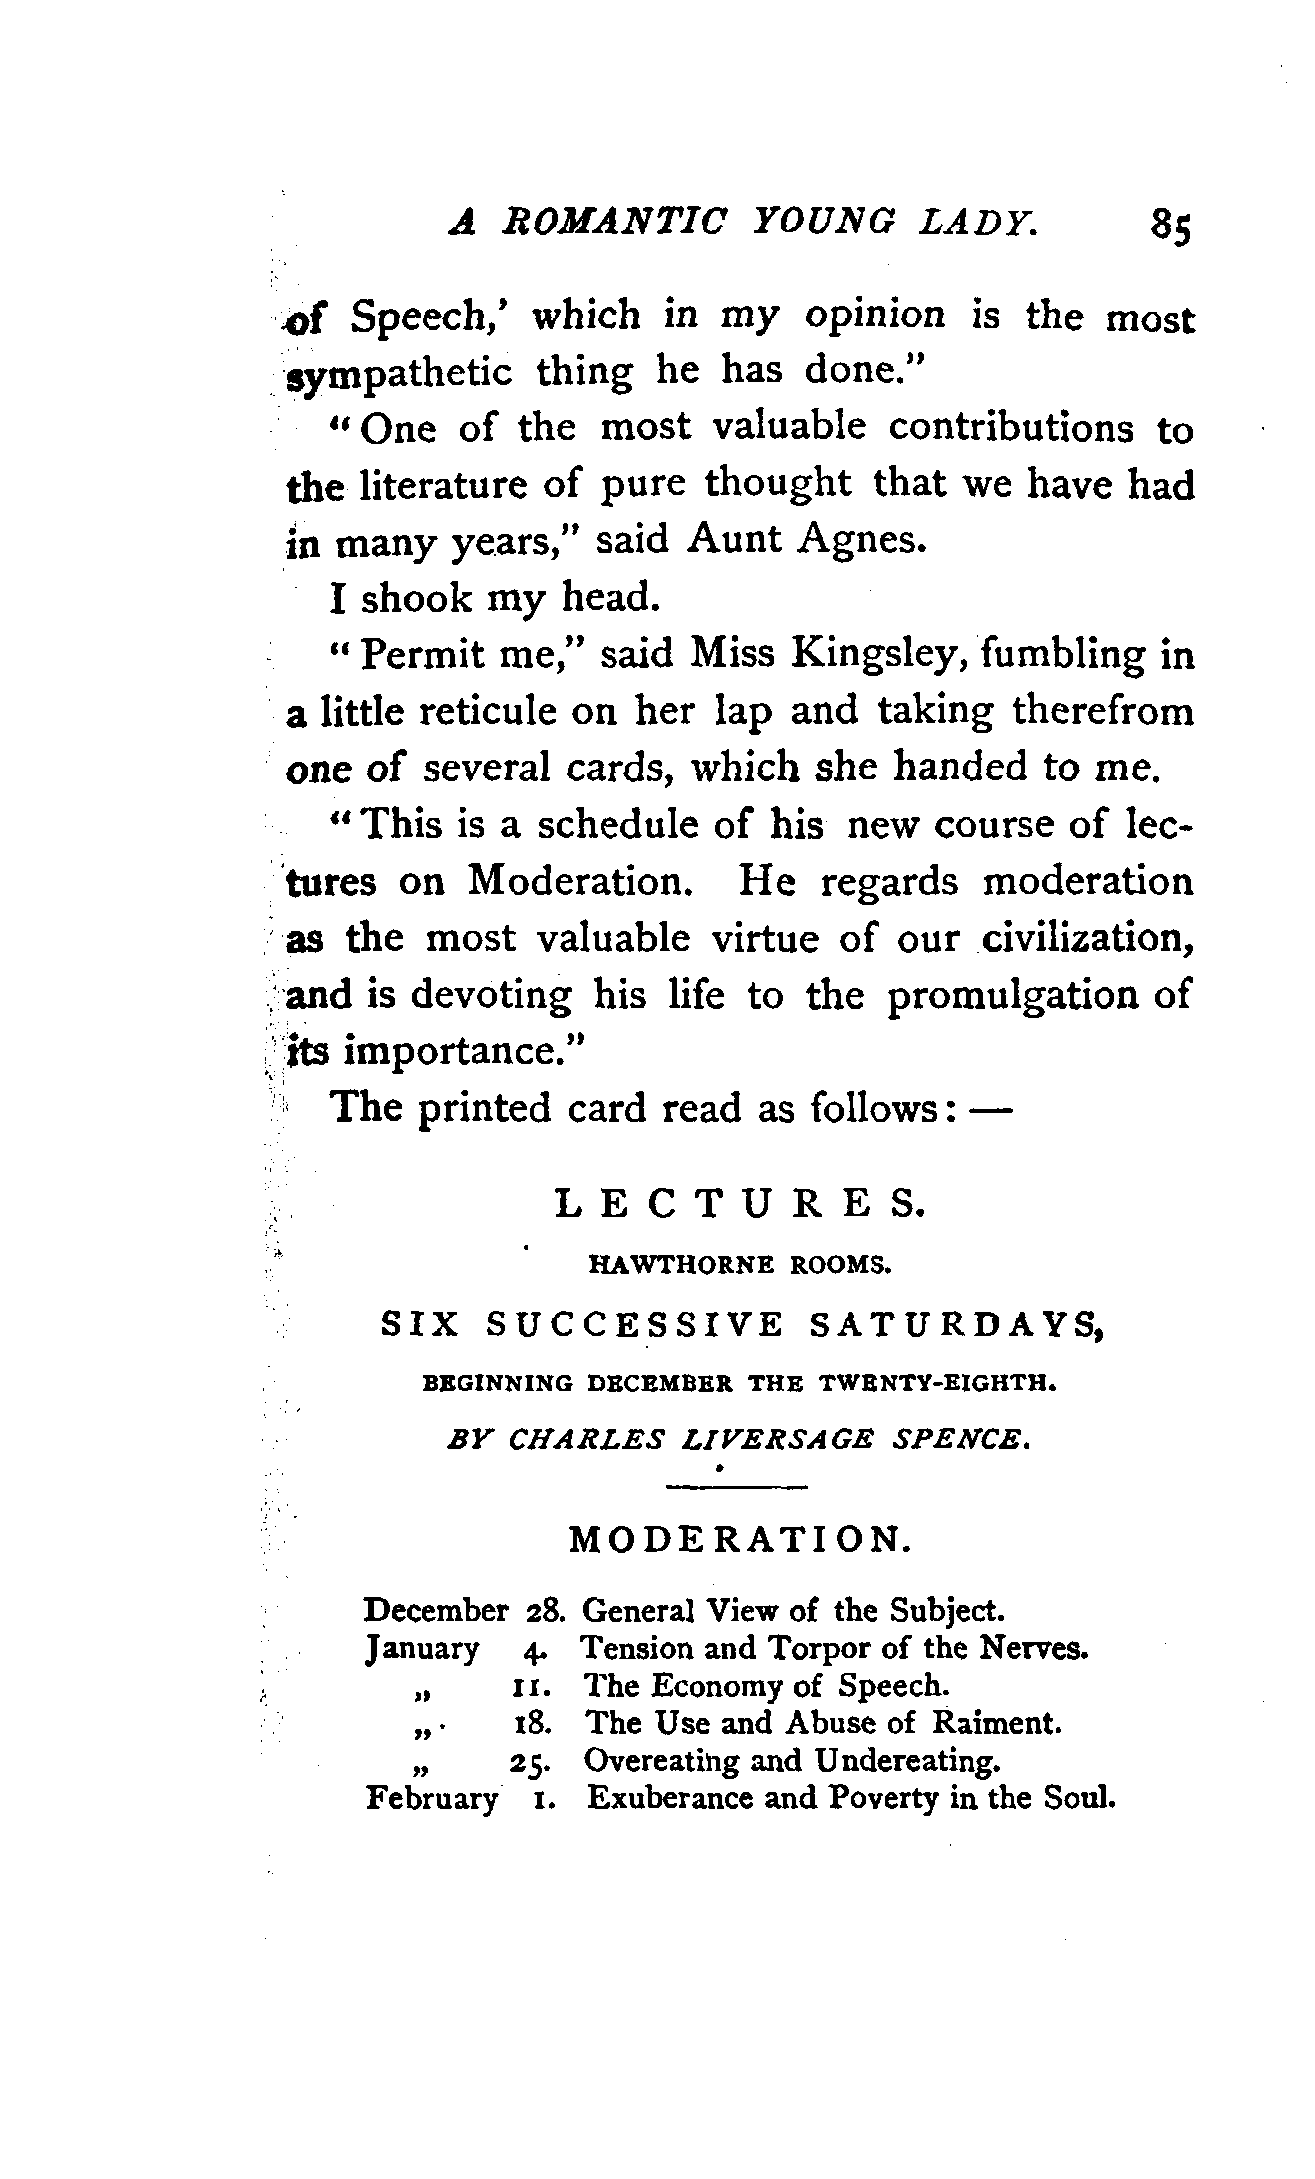 A ROMANTIC YOUNG LADY. 85
of Speech,’ which in my opinion is the most
sympathetic thing he has done.”
“One of the most valuable contributions to
the literature of pure thought that we have had
in many years,” said Aunt Agnes.
I shook my head.
“Permit me,” said Miss Kingsley, fumbling in
a little reticule on her lap and taking therefrom
one of several cards, which she handed to me.
“This is a schedule of his new course of lec-
tures on Moderation. He regards moderation
as the most valuable virtue of our civilization,
and is devoting his life to the promulgation of
its importance.”
The printed card read as follows: —
LECTURES.
HAWTHORNE ROOMS.
SIX SUCCESSIVE SATURDAYS,
BEGINNING DECEMBER THE TWENTY-EIGHTH.
BY CHARLES LIVERSAGE SPENCE.
MODERATION.
December 28. General View of the Subject.
January 4. Tension and Torpor of the Nerves.
„ 11. The Economy of Speech.
„ 18. The Use and Abuse of Raiment.
„ 25. Overeating and Undereating.
February 1. Exuberance and Poverty in the Soul.